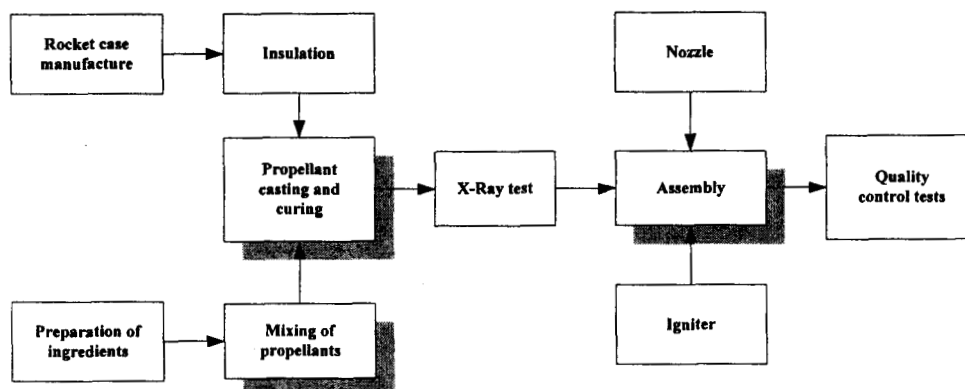 Rocket case
manufacture
Insulation
Nozzle
Propellant
casting and
curing
X-Ray test
Assembly
Quality
control tests
Preparation of
ingredients
Mixing of
propellants
Igniter